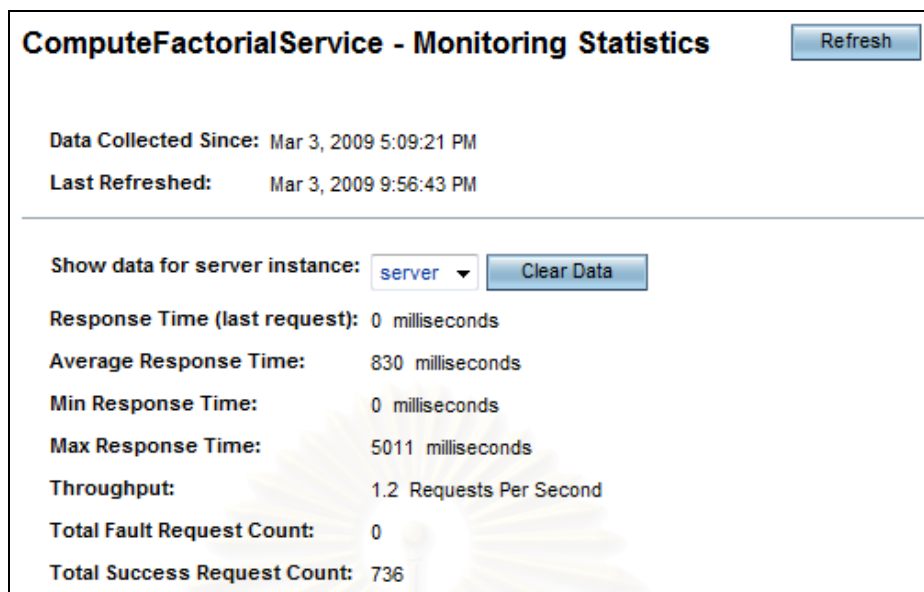 ComputeFactorialService - Monitoring Statistics Refresh
Data Collected Since: Mar 3, 2009 5:09:21 PM
Last Refreshed: Mar 3, 2009 9:56:43 PM
Show data for server instance: server Clear Data
Response Time (last request): 0 milliseconds
Average Response Time: 830 milliseconds
Min Response Time: 0 milliseconds
Max Response Time: 5011 milliseconds
Throughput: 1.2 Requests Per Second
Total Fault Request Count: 0
Total Success Request Count: 736